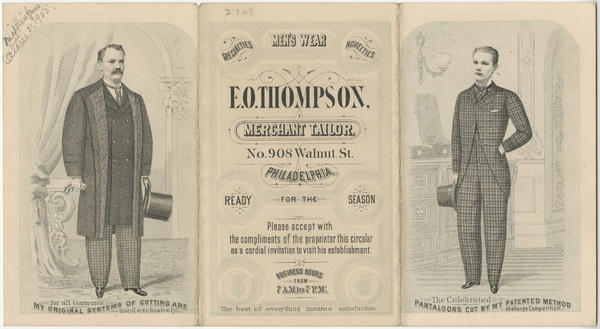 2708
1885
MEN'S WEAR
SPECIALTIES
NOVELTIES
E.O. THOMPSON,
MERCHANT TAILOR,
No. 908 Walnut St.
PHILADELPHIA.
READY
FOR THE
SEASON
Please accept with
the compliments of the proprietor this circular
as a cordial invitation to visit his establishment.
BUSINESS HOURS
FROM
7 A.M. TO 7 P.M.
The best of everything insures satisfaction
for all Garments
MY ORIGINAL SYSTEMS OF CUTTING ARE
used exclusively.
The Celebrated
PANTALOONS CUT BY MY PATENTED METHOD
challenge Competition